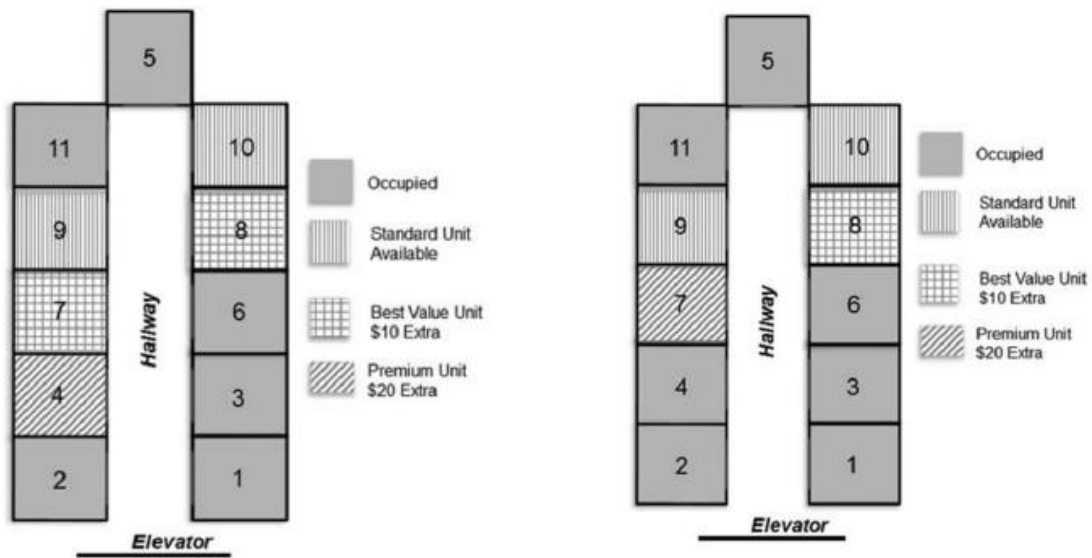 5
11
10
9
8
7
6
4
3
2
1
Hallway
Elevator
Occupied
Standard Unit
Available
Best Value Unit
$10 Extra
Premium Unit
$20 Extra
5
11
10
9
8
7
6
4
3
2
1
Hallway
Elevator
Occupied
Standard Unit
Available
Best Value Unit
$10 Extra
Premium Unit
$20 Extra